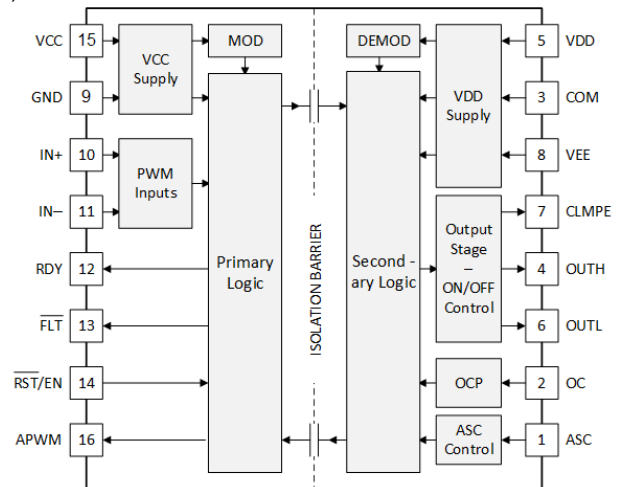 VCC
15
VCC
Supply
MOD
DEMOD
5
VDD
GND
9
VDD
Supply
3
COM
IN+
10
PWM
Inputs
8
VEE
IN–
11
Output
Stage
–
ON/OFF
Control
7
CLMPE
RDY
12
Primary
Logic
ISOLATION BARRIER
Second -
ary Logic
4
OUTH
FLT
13
6
OUTL
RST/EN
14
OCP
2
OC
APWM
16
ASC
Control
1
ASC